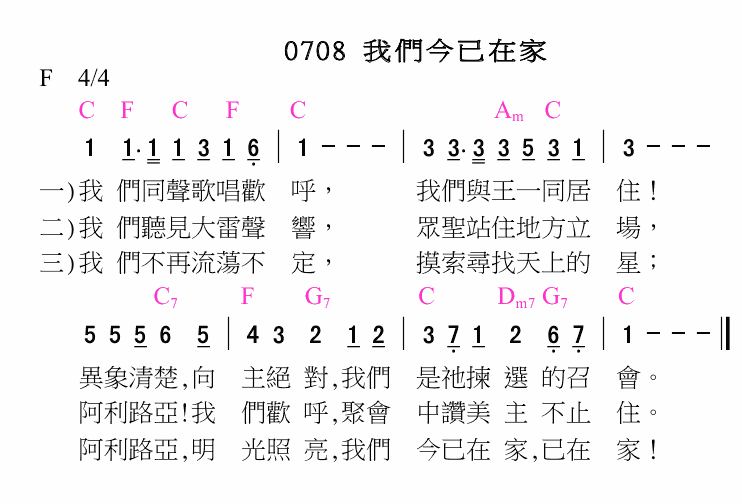 0708 我們今已在家
F 4/4
C F C F C Am C
1 1· 1 1 3 1 6 | 1 - - - | 3 3· 3 3 5 3 1 | 3 - - -
一)我 們同聲歌唱歡 呼， 我們與王一同居 住！
二)我 們聽見大雷聲 響， 眾聖站住地方立 場，
三)我 們不再流蕩不 定， 摸索尋找天上的 星；
C7 F G7 C Dm7 G7 C
5 5 5 6 5 | 4 3 2 1 2 | 3 7 1 2 6 7 | 1 - - - ||
異象清楚,向 主絕 對,我們 是祂揀 選 的召 會。
阿利路亞!我 們歡 呼,聚會 中讚美 主 不止 住。
阿利路亞,明 光照 亮,我們 今已在 家,已在 家！